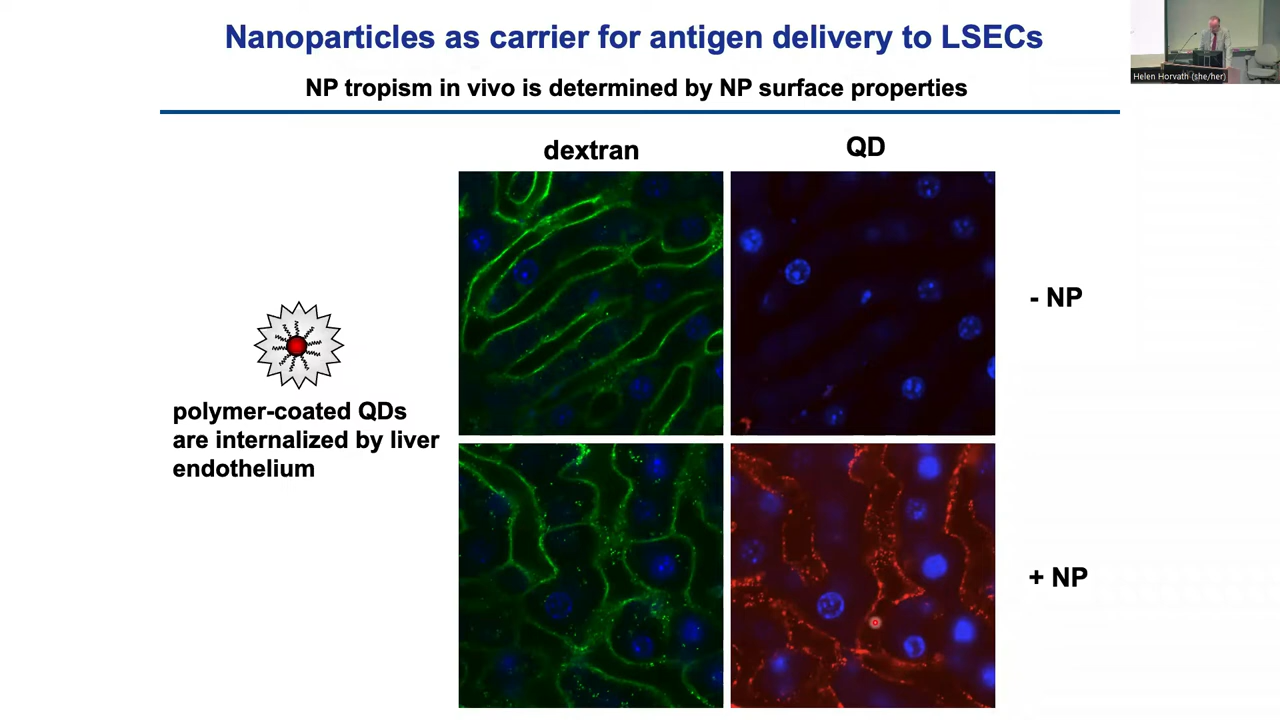 Nanoparticles as carrier for antigen delivery to LSECs
NP tropism in vivo is determined by NP surface properties
Helen Horvath (she/her)
dextran
QD
- NP
polymer-coated QDs
are internalized by liver
endothelium
+ NP